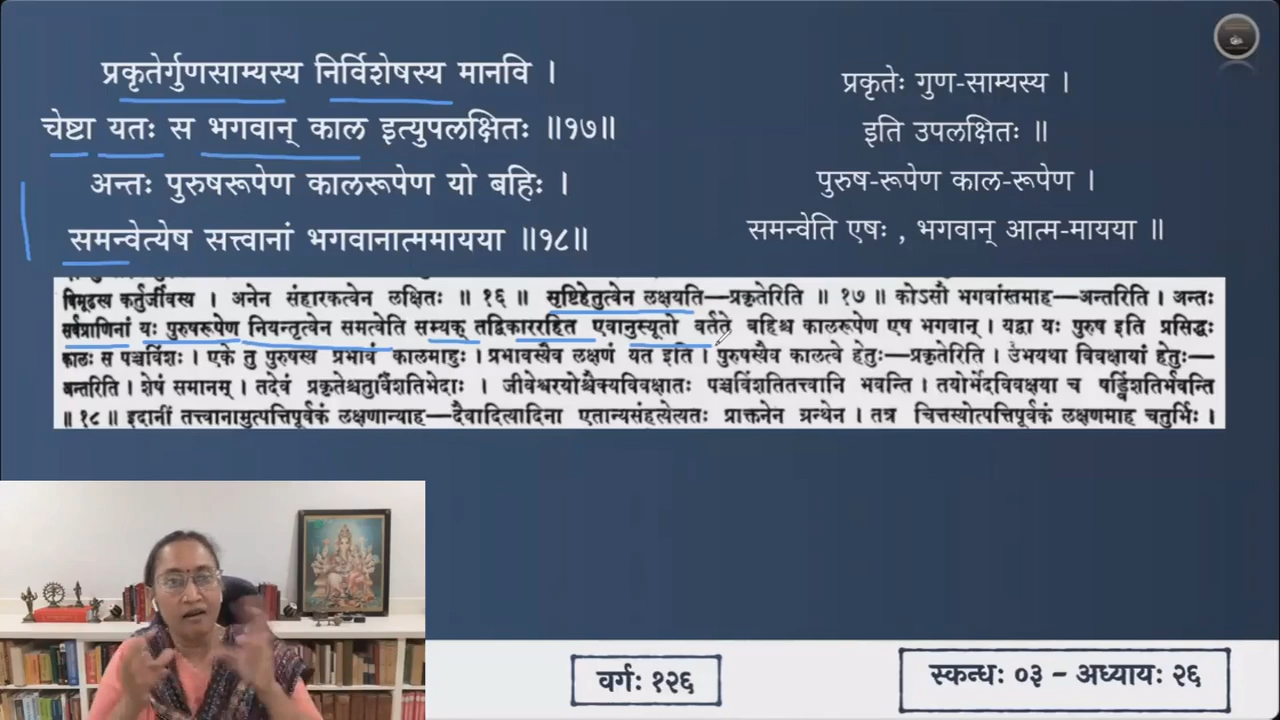 प्रकृतेर्गुणसाम्यस्य निर्विशेषस्य मानवि ।
चेष्टा यतः स भगवान् काल इत्युपलक्षितः ॥१७॥
अन्तः पुरुषरूपेण कालरूपेण यो बहिः ।
समन्वेत्येष सत्त्वानां भगवानात्ममायया ॥१८॥
प्रकृतेः गुण-साम्यस्य ।
इति उपलक्षितः ॥
पुरुष-रूपेण काल-रूपेण ।
समन्वेति एषः , भगवान् आत्म-मायया ॥
विमूढस्य कर्तुर्जीवस्य । अनेन संहारकत्वेन लक्षितः ॥ १६ ॥ सृष्टिहेतुत्वेन लक्षयति—प्रकृतेरिति ॥ १७ ॥ कोऽसौ भगवांस्तमाह—अन्तरिति । अन्तः
सर्वप्राणिनां यः पुरुषरूपेण नियन्तृत्वेन समत्वेति सम्यक् तद्विकाररहित एवानुस्यूतो वर्तते बहिश्च कालरूपेण एष भगवान् । यद्वा यः पुरुष इति प्रसिद्धः
कालः स पञ्चविंशः । एके तु पुरुषस्य प्रभावं कालमाहुः । प्रभावस्यैव लक्षणं यत इति । पुरुषस्यैव कालत्वे हेतुः—प्रकृतेरिति । उभयथा विवक्षायां हेतुः—
अन्तरिति । शेषं समानम् । तदेवं प्रकृतेश्चतुर्विंशतिभेदाः । जीवेश्वरयोश्चैक्यविवक्षातः पञ्चविंशतितत्त्वानि भवन्ति । तयोर्भेदविवक्षया च षड्विंशतिर्भवन्ति
॥ १८ ॥ इदानीं तत्त्वानामुत्पत्तिपूर्वकं लक्षणान्याह—दैवादित्यादिना एतान्यसंहत्येत्यतः प्राक्तनेन ग्रन्थेन । तत्र चित्तस्योत्पत्तिपूर्वकं लक्षणमाह चतुर्भिः ।
वर्गः १२६
स्कन्धः ०३ – अध्यायः २६